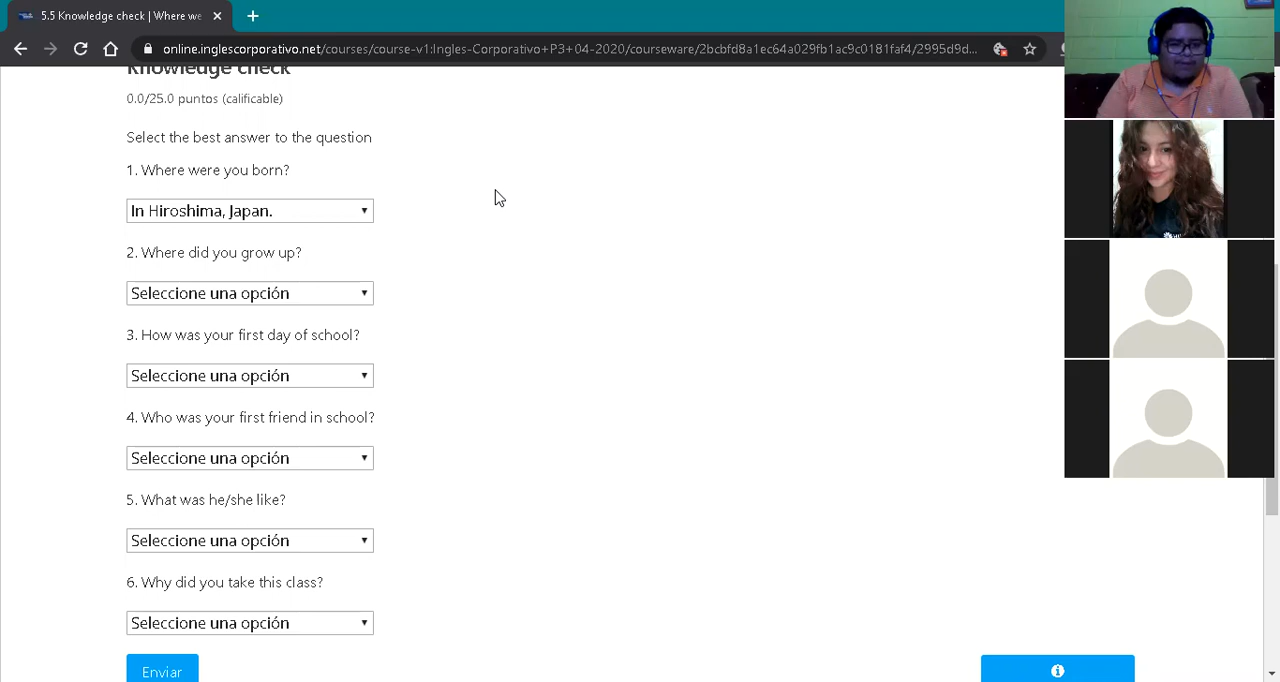 5.5 Knowledge check | Where we
online.inglescorporativo.net/courses/course-v1:Ingles-Corporativo+P3+04-2020/courseware/2bcbfd8a1ec64a029fb1ac9c0181faf4/2995d9d...
Knowledge check
0.0/25.0 puntos (calificable)
Select the best answer to the question
1. Where were you born?
In Hiroshima, Japan.
2. Where did you grow up?
Seleccione una opción
3. How was your first day of school?
Seleccione una opción
4. Who was your first friend in school?
Seleccione una opción
5. What was he/she like?
Seleccione una opción
6. Why did you take this class?
Seleccione una opción
Enviar